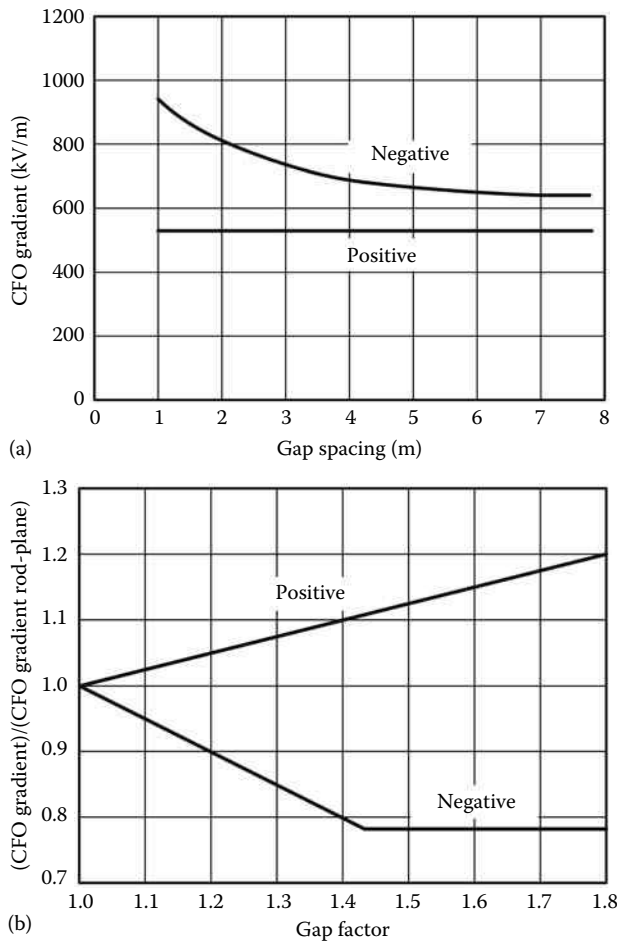 1200
1000
800
600
400
200
0
CFO gradient (kV/m)
Negative
Positive
0 1 2 3 4 5 6 7 8
(a) Gap spacing (m)
1.3
1.2
1.1
1.0
0.9
0.8
0.7
(CFO gradient)/(CFO gradient rod-plane)
Positive
Negative
1.0 1.1 1.2 1.3 1.4 1.5 1.6 1.7 1.8
(b) Gap factor